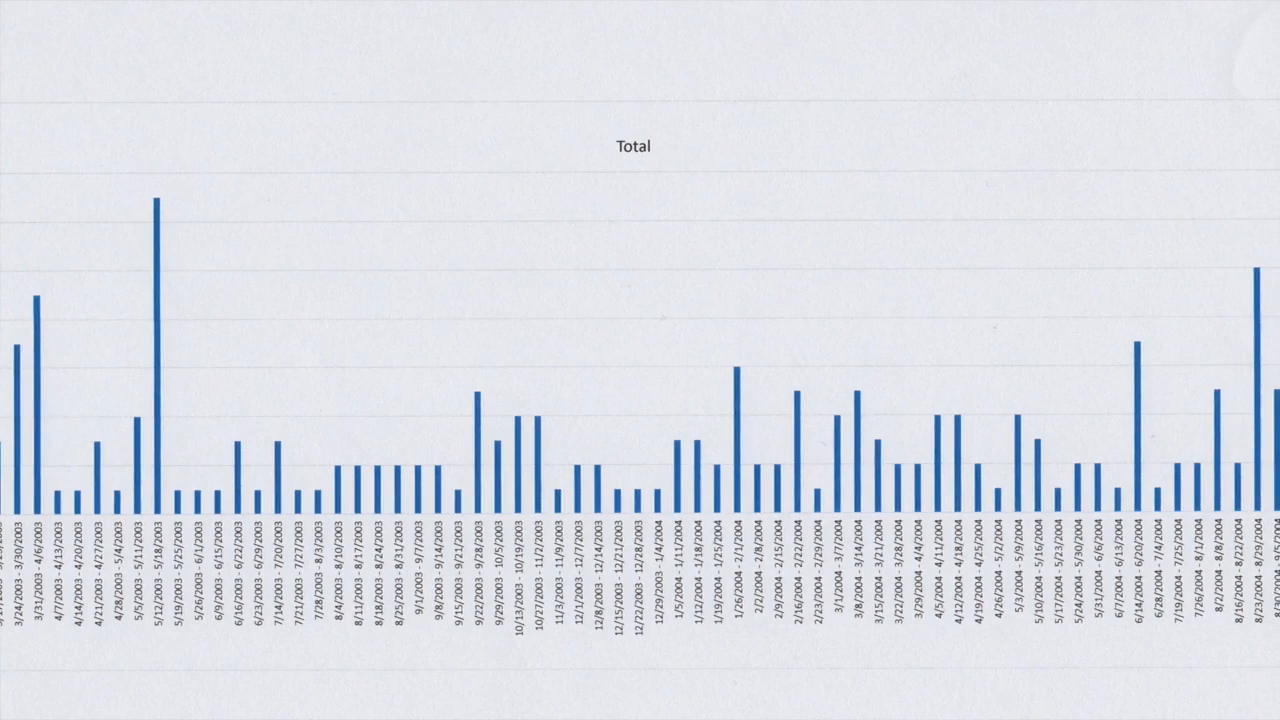 Total
3/24/2003 - 3/30/2003
3/31/2003 - 4/6/2003
4/7/2003 - 4/13/2003
4/14/2003 - 4/20/2003
4/21/2003 - 4/27/2003
4/28/2003 - 5/4/2003
5/5/2003 - 5/11/2003
5/12/2003 - 5/18/2003
5/19/2003 - 5/25/2003
5/26/2003 - 6/1/2003
6/9/2003 - 6/15/2003
6/16/2003 - 6/22/2003
6/23/2003 - 6/29/2003
7/14/2003 - 7/20/2003
7/21/2003 - 7/27/2003
7/28/2003 - 8/3/2003
8/4/2003 - 8/10/2003
8/11/2003 - 8/17/2003
8/18/2003 - 8/24/2003
8/25/2003 - 8/31/2003
9/1/2003 - 9/7/2003
9/8/2003 - 9/14/2003
9/15/2003 - 9/21/2003
9/22/2003 - 9/28/2003
9/29/2003 - 10/5/2003
10/13/2003 - 10/19/2003
10/27/2003 - 11/2/2003
11/3/2003 - 11/9/2003
12/1/2003 - 12/7/2003
12/8/2003 - 12/14/2003
12/15/2003 - 12/21/2003
12/22/2003 - 12/28/2003
12/29/2003 - 1/4/2004
1/5/2004 - 1/11/2004
1/12/2004 - 1/18/2004
1/19/2004 - 1/25/2004
1/26/2004 - 2/1/2004
2/2/2004 - 2/8/2004
2/9/2004 - 2/15/2004
2/16/2004 - 2/22/2004
2/23/2004 - 2/29/2004
3/1/2004 - 3/7/2004
3/8/2004 - 3/14/2004
3/15/2004 - 3/21/2004
3/22/2004 - 3/28/2004
3/29/2004 - 4/4/2004
4/5/2004 - 4/11/2004
4/12/2004 - 4/18/2004
4/19/2004 - 4/25/2004
4/26/2004 - 5/2/2004
5/3/2004 - 5/9/2004
5/10/2004 - 5/16/2004
5/17/2004 - 5/23/2004
5/24/2004 - 5/30/2004
5/31/2004 - 6/6/2004
6/7/2004 - 6/13/2004
6/14/2004 - 6/20/2004
6/28/2004 - 7/4/2004
7/19/2004 - 7/25/2004
7/26/2004 - 8/1/2004
8/2/2004 - 8/8/2004
8/16/2004 - 8/22/2004
8/23/2004 - 8/29/2004